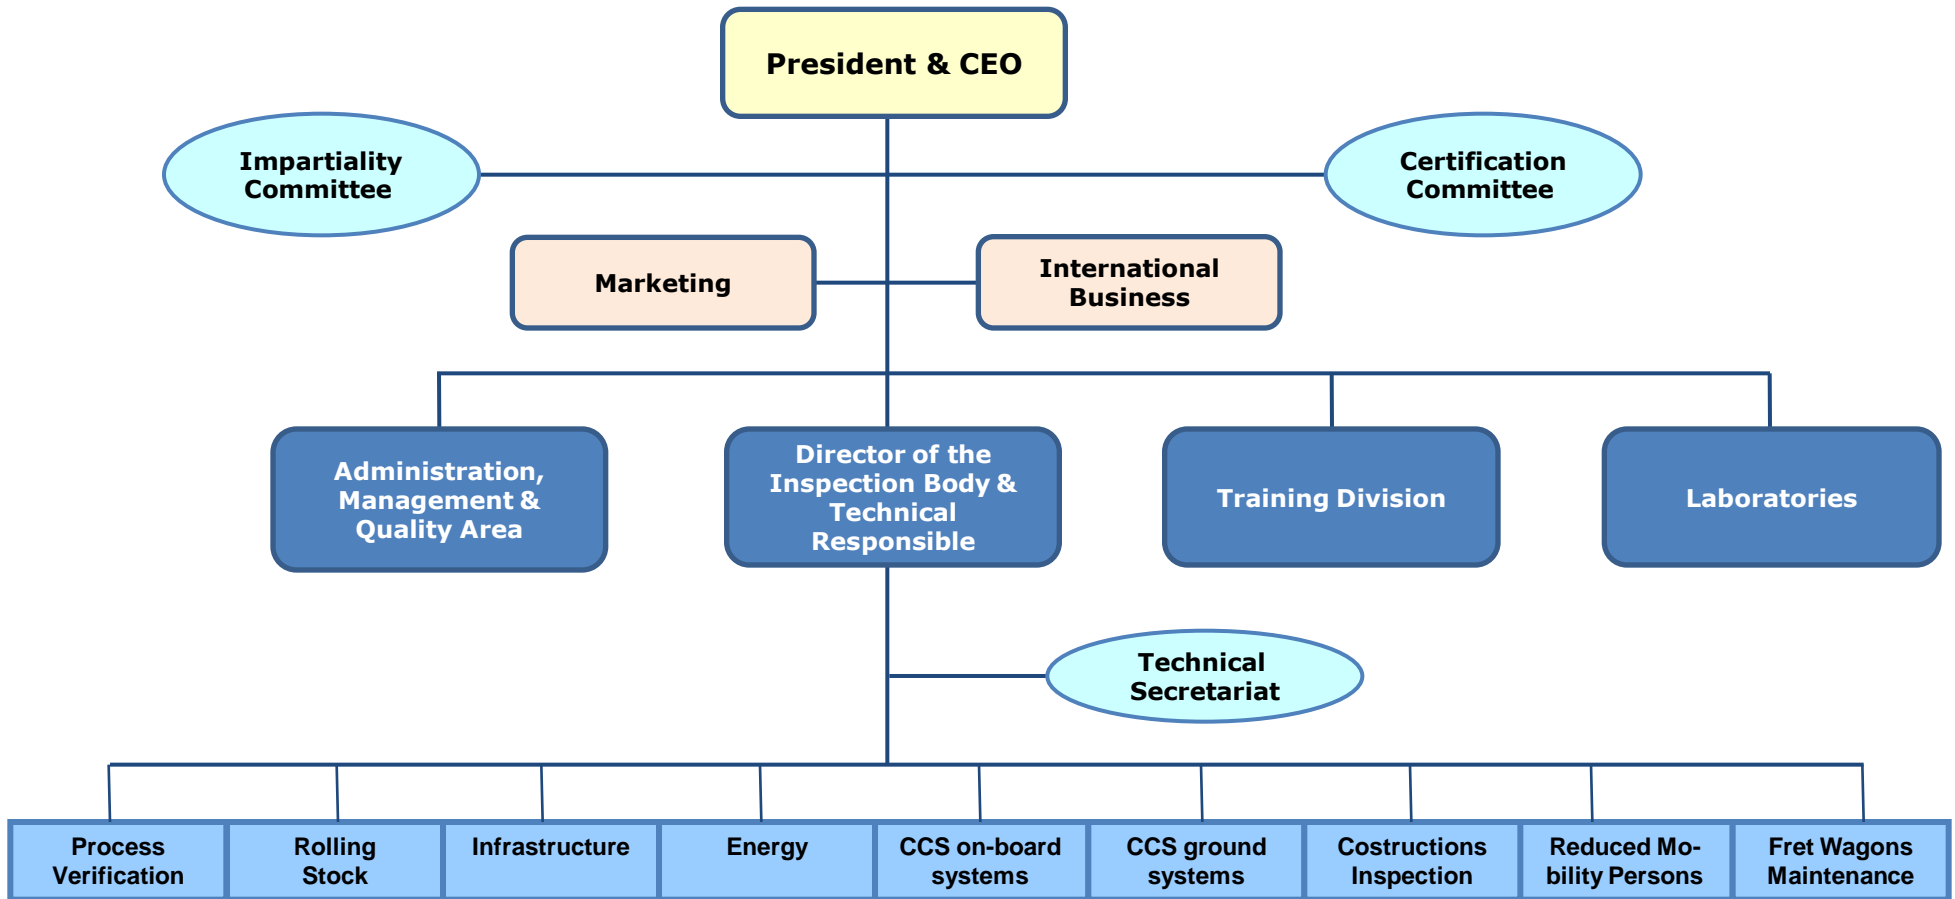 President & CEO
Impartiality
Committee
Certification
Committee
Marketing
International
Business
Administration,
Management &
Quality Area
Director of the
Inspection Body &
Technical
Responsible
Training Division
Laboratories
Technical
Secretariat
Process
Verification
Rolling
Stock
Infrastructure
Energy
CCS on-board
systems
CCS ground
systems
Costructions
Inspection
Reduced Mo-
bility Persons
Fret Wagons
Maintenance